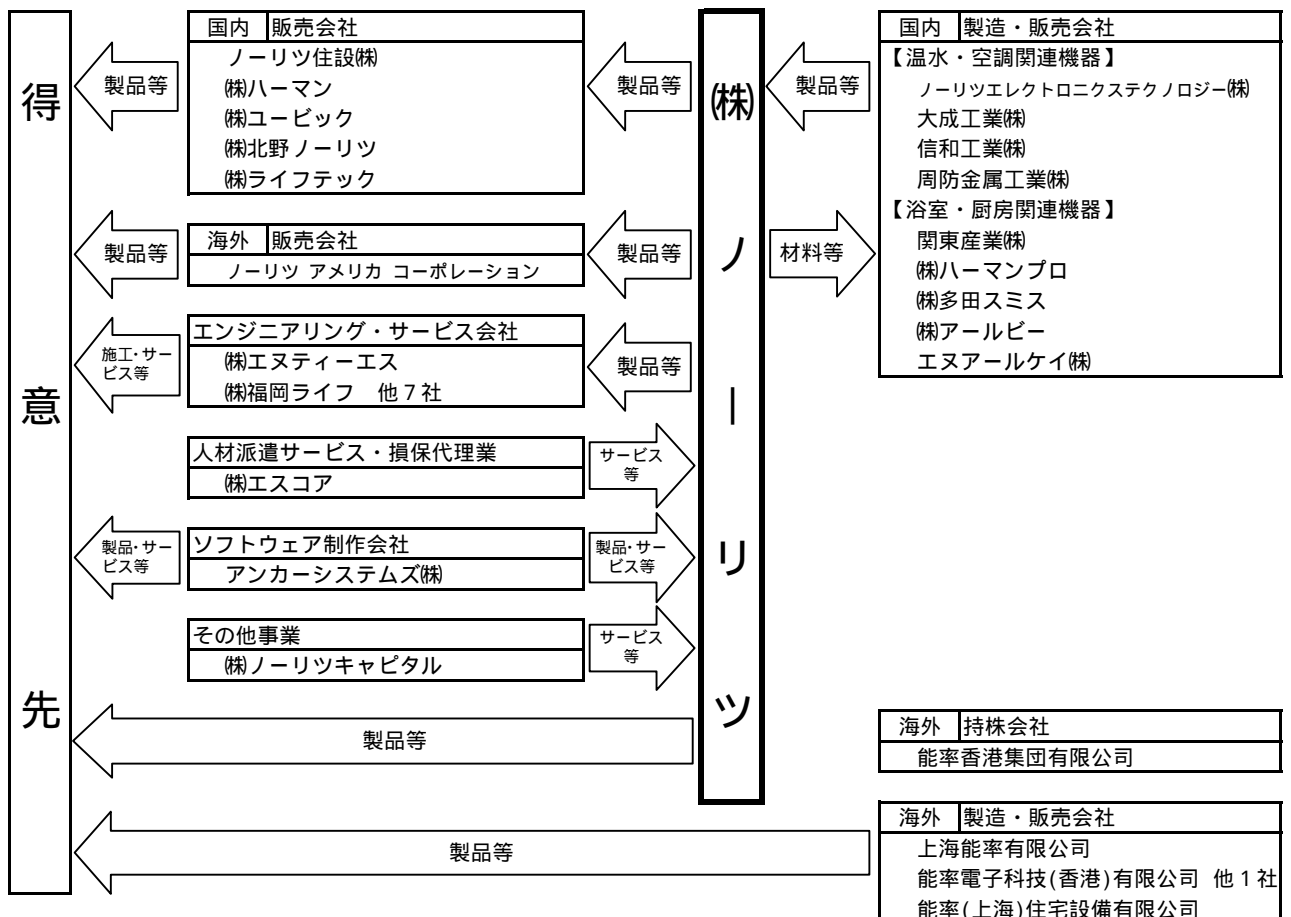 得意先
国内 販売会社
ノーリツ住設㈱
㈱ハーマン
㈱ユービック
㈱北野ノーリツ
㈱ライフテック
製品等
製品等
海外 販売会社
ノーリツ アメリカ コーポレーション
製品等
製品等
エンジニアリング・サービス会社
㈱エヌティーエス
㈱福岡ライフ 他7社
施工・サー
ビス等
製品等
人材派遣サービス・損保代理業
㈱エスコア
サービス
等
ソフトウェア制作会社
アンカーシステムズ㈱
製品・サー
ビス等
製品・サー
ビス等
その他事業
㈱ノーリツキャピタル
サービス
等
製品等
製品等
㈱ノーリツ
製品等
材料等
国内 製造・販売会社
【温水・空調関連機器】
ノーリツエレクトロニクステクノロジー㈱
大成工業㈱
信和工業㈱
周防金属工業㈱
【浴室・厨房関連機器】
関東産業㈱
㈱ハーマンプロ
㈱多田スミス
㈱アールビー
エヌアールケイ㈱
海外 持株会社
能率香港集団有限公司
海外 製造・販売会社
上海能率有限公司
能率電子科技(香港)有限公司 他1社
能率(上海)住宅設備有限公司